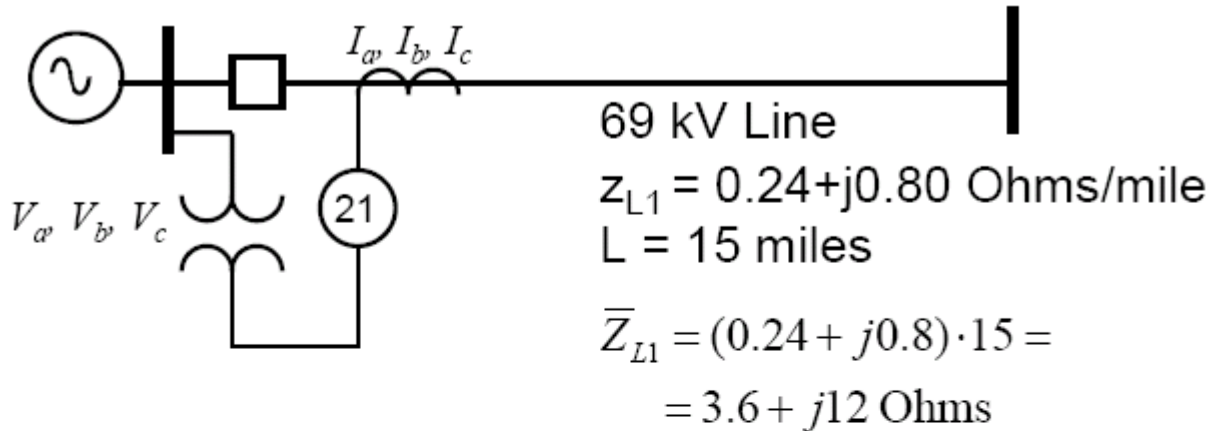 Ia, Ib, Ic
69 kV Line
zL1 = 0.24+j0.80 Ohms/mile
Va, Vb, Vc
21
L = 15 miles
Z̅L1 = (0.24 + j0.8)·15 =
= 3.6 + j12 Ohms